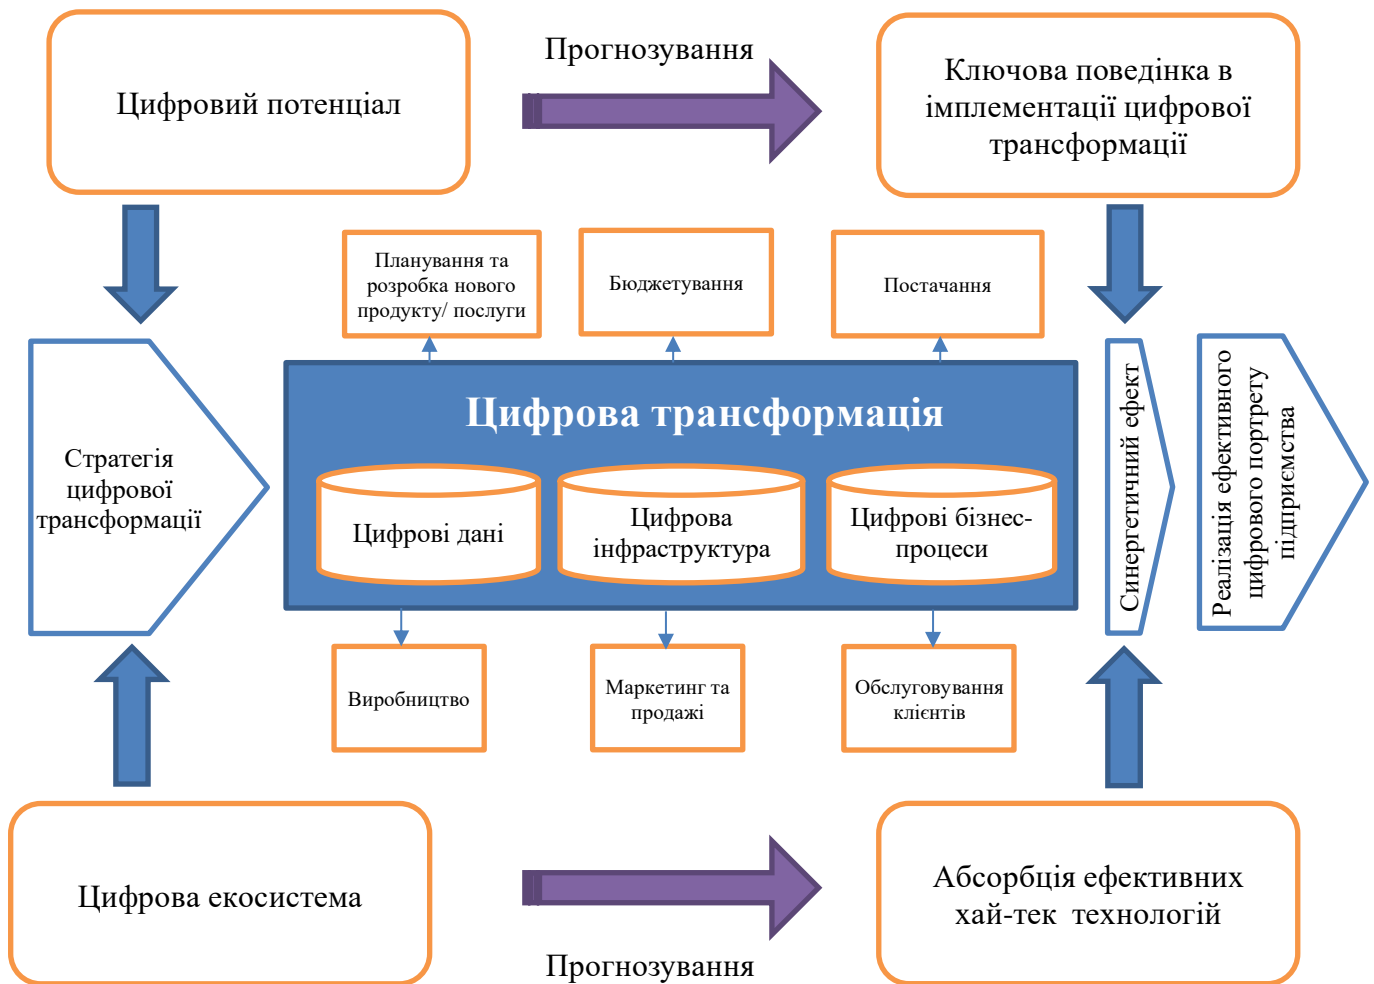 Прогнозування
Цифровий потенціал
Ключова поведінка в
імплементації цифрової
трансформації
Планування та
розробка нового
продукту/ послуги
Бюджетування
Постачання
Стратегія
цифрової
трансформації
Цифрова трансформація
Цифрові дані
Цифрова
інфраструктура
Цифрові бізнес-
процеси
Синергетичний ефект
Реалізація ефективного
цифрового портрету
підприємства
Виробництво
Маркетинг та
продажі
Обслуговування
клієнтів
Цифрова екосистема
Абсорбція ефективних
хай-тек технологій
Прогнозування